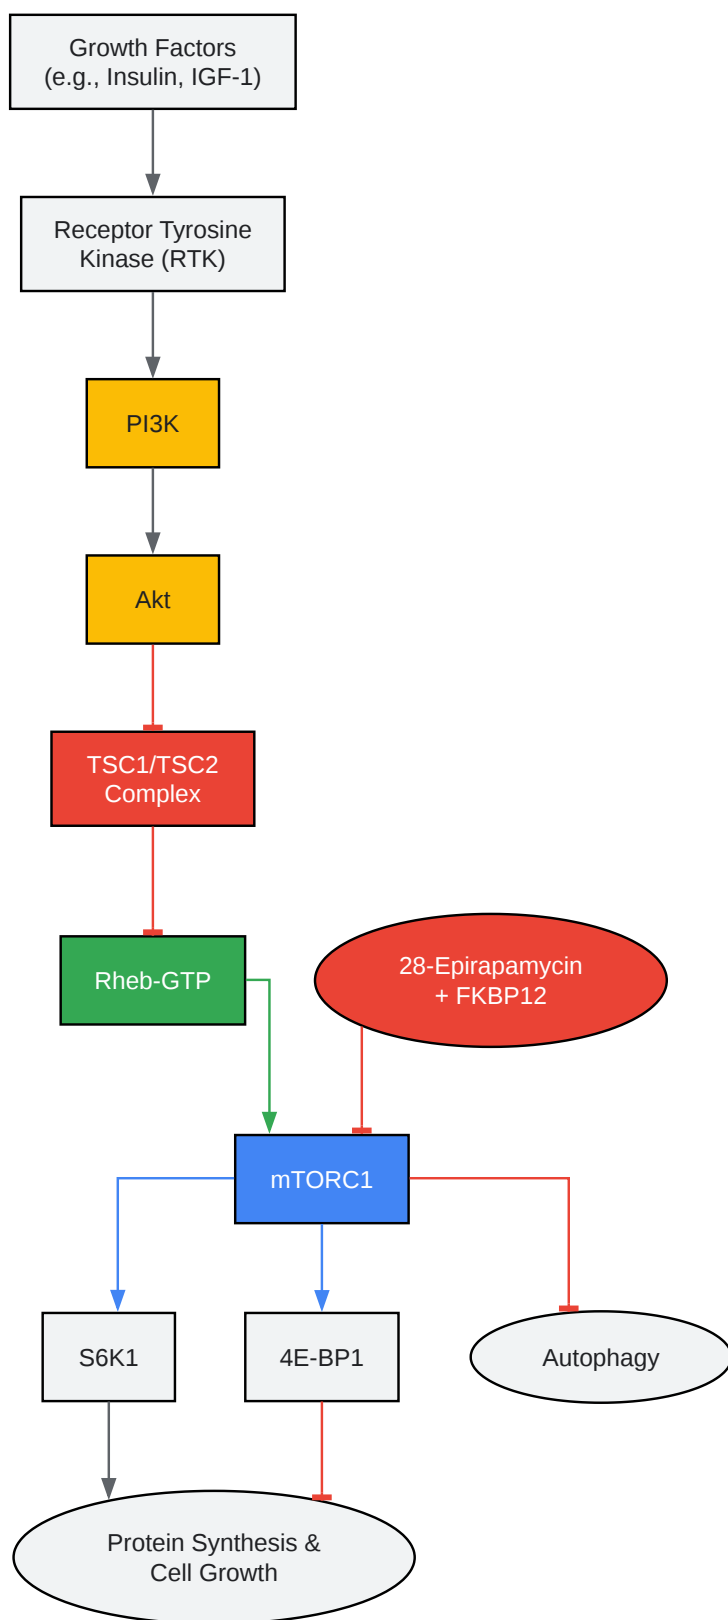 Growth Factors
(e.g., Insulin, IGF-1)
Receptor Tyrosine
Kinase (RTK)
PI3K
Akt
TSC1/TSC2
Complex
Rheb-GTP
28-Epirapamycin
+ FKBP12
mTORC1
S6K1
4E-BP1
Autophagy
Protein Synthesis &
Cell Growth